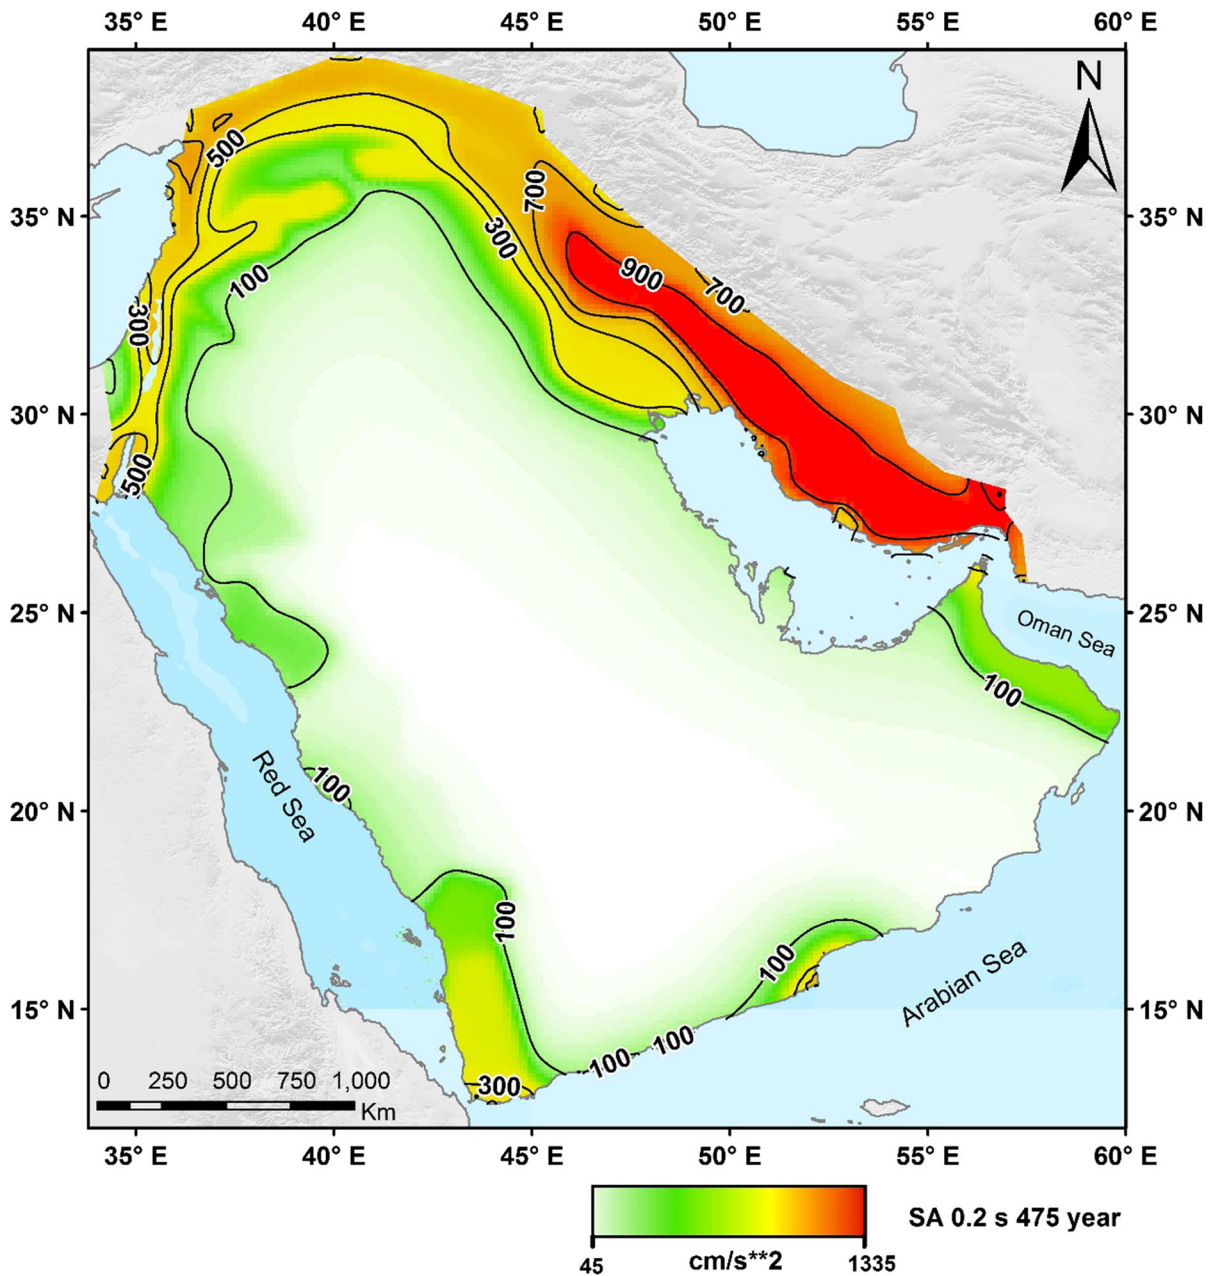 35° E 40° E 45° E 50° E 55° E 60° E
N
500
700
35° N 35° N
300
900
100
700
300
30° N 30° N
500
25° N 25° N
Oman Sea
100
Red Sea
100
20° N 20° N
100
100
Arabian Sea
15° N 15° N
100
100
300
0 250 500 750 1,000
Km
35° E 40° E 45° E 50° E 55° E 60° E
SA 0.2 s 475 year
45 cm/s**2 1335